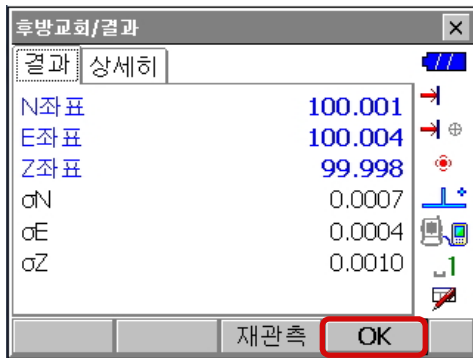 후방교회/결과
결과 상세히
N좌표 100.001
E좌표 100.004
Z좌표 99.998
σN 0.0007
σE 0.0004
σZ 0.0010
1
재관측 OK